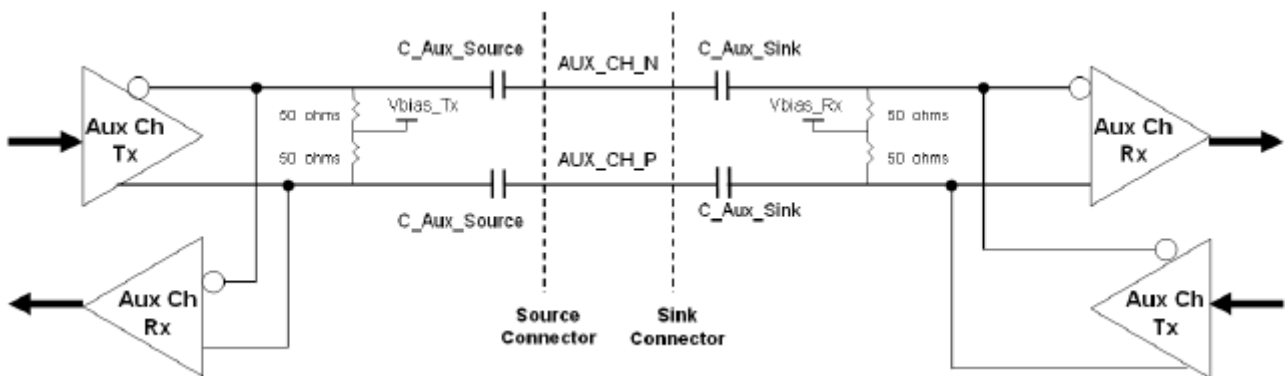 C_Aux_Source
AUX_CH_N
C_Aux_Sink
Aux Ch
Tx
50 ohms
50 ohms
Vbias_Tx
Vbias_Rx
50 ohms
50 ohms
Aux Ch
Rx
AUX_CH_P
C_Aux_Source
C_Aux_Sink
Aux Ch
Rx
Source
Connector
Sink
Connector
Aux Ch
Tx